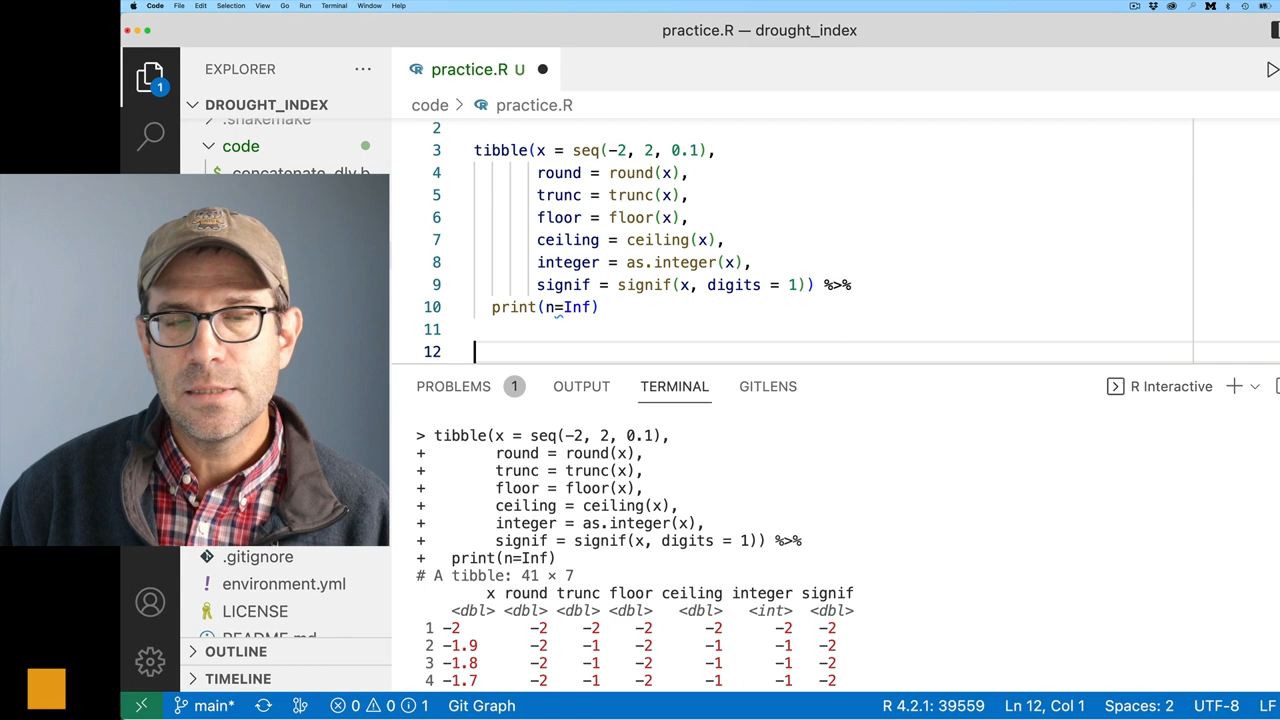 Code File Edit Selection View Go Run Terminal Window Help
practice.R — drought_index
EXPLORER ···
practice.R U
1
DROUGHT_INDEX
code > practice.R
.snakemake
code
concatenate_dly.b
2
3 tibble(x = seq(-2, 2, 0.1),
4 round = round(x),
5 trunc = trunc(x),
6 floor = floor(x),
7 ceiling = ceiling(x),
8 integer = as.integer(x),
9 signif = signif(x, digits = 1)) %>%
10 print(n=Inf)
11
12
PROBLEMS 1 OUTPUT TERMINAL GITLENS R Interactive
> tibble(x = seq(-2, 2, 0.1),
+ round = round(x),
+ trunc = trunc(x),
+ floor = floor(x),
+ ceiling = ceiling(x),
+ integer = as.integer(x),
+ signif = signif(x, digits = 1)) %>%
+ print(n=Inf)
# A tibble: 41 × 7
x round trunc floor ceiling integer signif
<dbl> <dbl> <dbl> <dbl> <dbl> <int> <dbl>
1 -2 -2 -2 -2 -2 -2 -2
2 -1.9 -2 -1 -2 -1 -1 -2
3 -1.8 -2 -1 -2 -1 -1 -2
4 -1.7 -2 -1 -2 -1 -1 -2
.gitignore
! environment.yml
LICENSE
README.md
OUTLINE
TIMELINE
main* 0 0 1 Git Graph R 4.2.1: 39559 Ln 12, Col 1 Spaces: 2 UTF-8 LF